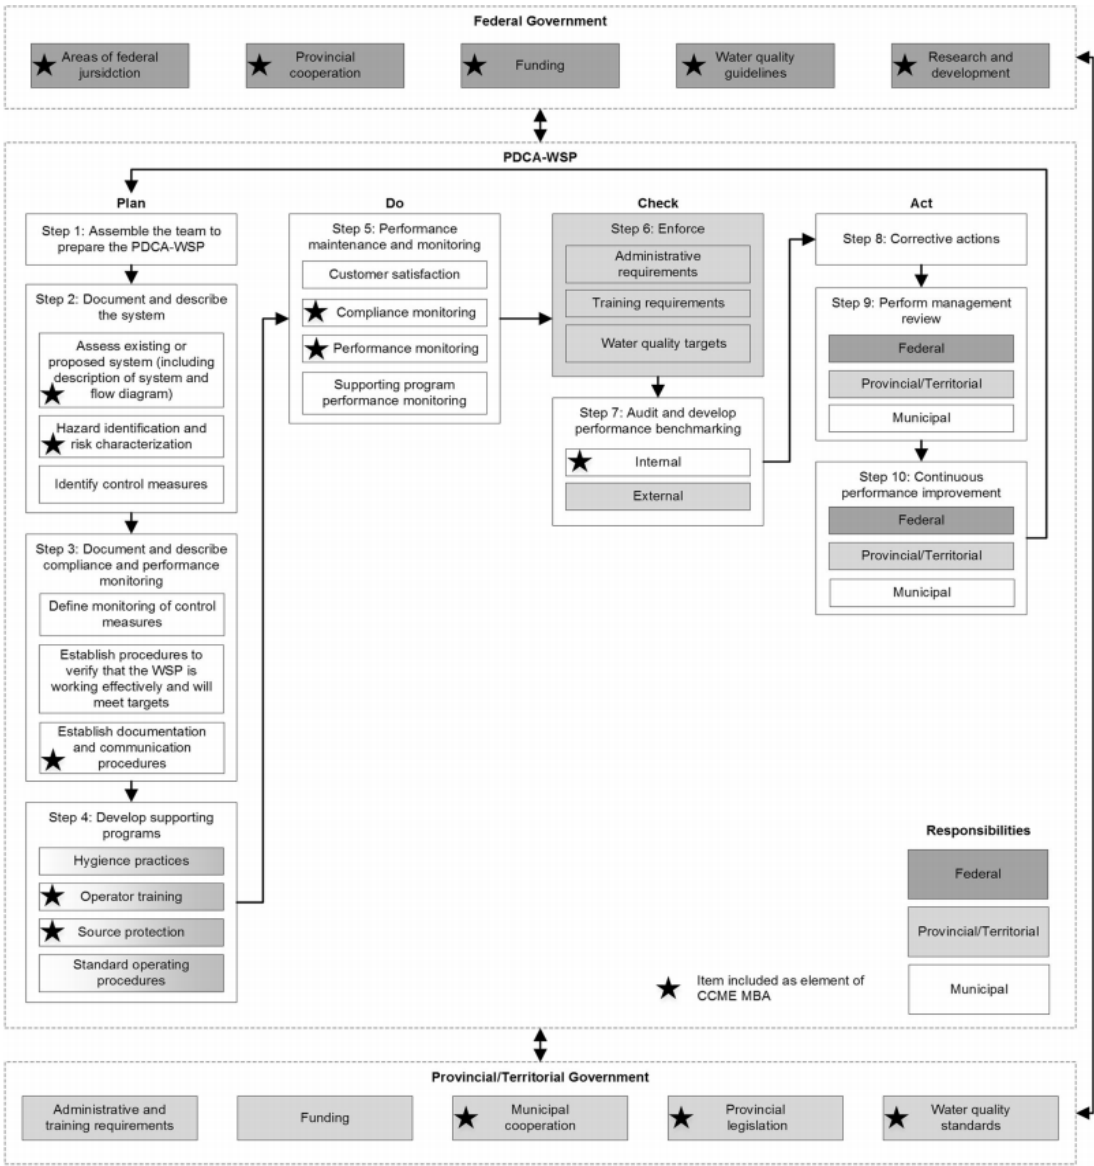 Federal Government
Areas of federal
jursidction
Provincial
cooperation
Funding
Water quality
guidelines
Research and
development
PDCA-WSP
Plan
Step 1: Assemble the team to
prepare the PDCA-WSP
Step 2: Document and describe
the system
Assess existing or
proposed system (including
description of system and
flow diagram)
Hazard identification and
risk characterization
Identify control measures
Step 3: Document and describe
compliance and performance
monitoring
Define monitoring of control
measures
Establish procedures to
verify that the WSP is
working effectively and will
meet targets
Establish documentation
and communication
procedures
Step 4: Develop supporting
programs
Hygience practices
Operator training
Source protection
Standard operating
procedures
Do
Step 5: Performance
maintenance and monitoring
Customer satisfaction
Compliance monitoring
Performance monitoring
Supporting program
performance monitoring
Check
Step 6: Enforce
Administrative
requirements
Training requirements
Water quality targets
Step 7: Audit and develop
performance benchmarking
Internal
External
Act
Step 8: Corrective actions
Step 9: Perform management
review
Federal
Provincial/Territorial
Municipal
Step 10: Continuous
performance improvement
Federal
Provincial/Territorial
Municipal
Responsibilities
Federal
Provincial/Territorial
Municipal
Item included as element of
CCME MBA
Provincial/Territorial Government
Administrative and
training requirements
Funding
Municipal
cooperation
Provincial
legislation
Water quality
standards